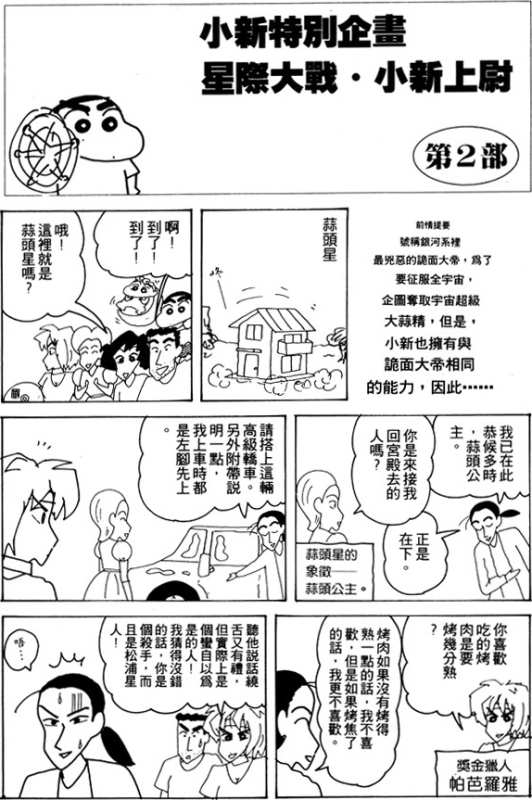 小新特別企畫
星際大戰・小新上尉
第2部
前情提要
號稱銀河系裡
最兇惡的詭面大帝，為了
要征服全宇宙，
企圖奪取宇宙超級
大蒜精，但是，
小新也擁有與
詭面大帝相同
的能力，因此⋯⋯
蒜頭星
啊！
到了！
到了！
哦！
這裡就是
蒜頭星嗎？
我已在此
恭候多時
，蒜頭公
主。
你是來接我
回宮殿去的
人嗎？
正是
在下。
蒜頭星的
象徵——
蒜頭公主。
請搭上這輛
高級轎車。
另外附帶說
明一點，
我上車時都
是左腳先上
。
你喜歡
吃的烤
肉是要
烤幾分熟
？
烤肉如果沒有烤得
熟一點的話，我不喜
歡，但是如果烤焦了
的話，我更不喜歡。
獎金獵人
帕芭羅雅
聽他說話繞
舌又有禮，
但實際上是
個蠻自以為
是的人！
我猜得沒錯
的話，你是
個殺手，而
且是松浦星
人！
唔⋯